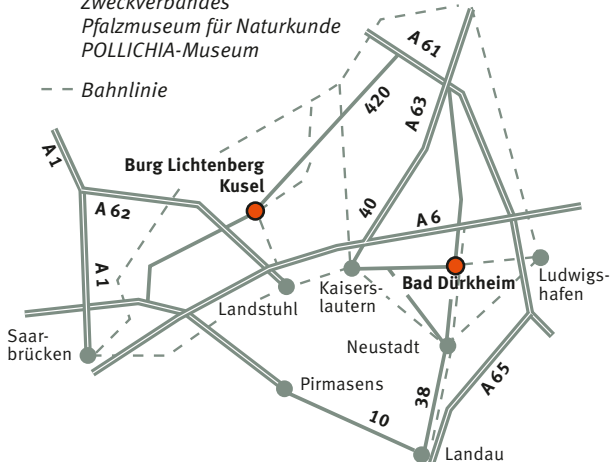 Zweckverbandes
Pfalzmuseum für Naturkunde
POLLICHIA-Museum
Bahnlinie
A 61
420
A 63
A 1
Burg Lichtenberg
Kusel
A 62
40
A 6
A 1
Landstuhl
Kaisers-
lautern
Bad Dürkheim
Ludwigs-
hafen
Saar-
brücken
Neustadt
Pirmasens
38
A 65
10
Landau